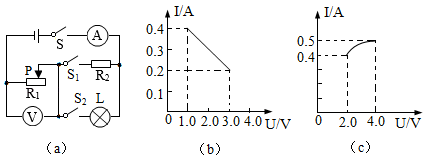 S A
P S₁ R₂
R₁
V S₂ L
(a)
I/A
0.4
0.3
0.2
0.1
0 1.0 2.0 3.0 4.0 U/V
(b)
I/A
0.5
0.4
0 2.0 4.0 U/V
(c)